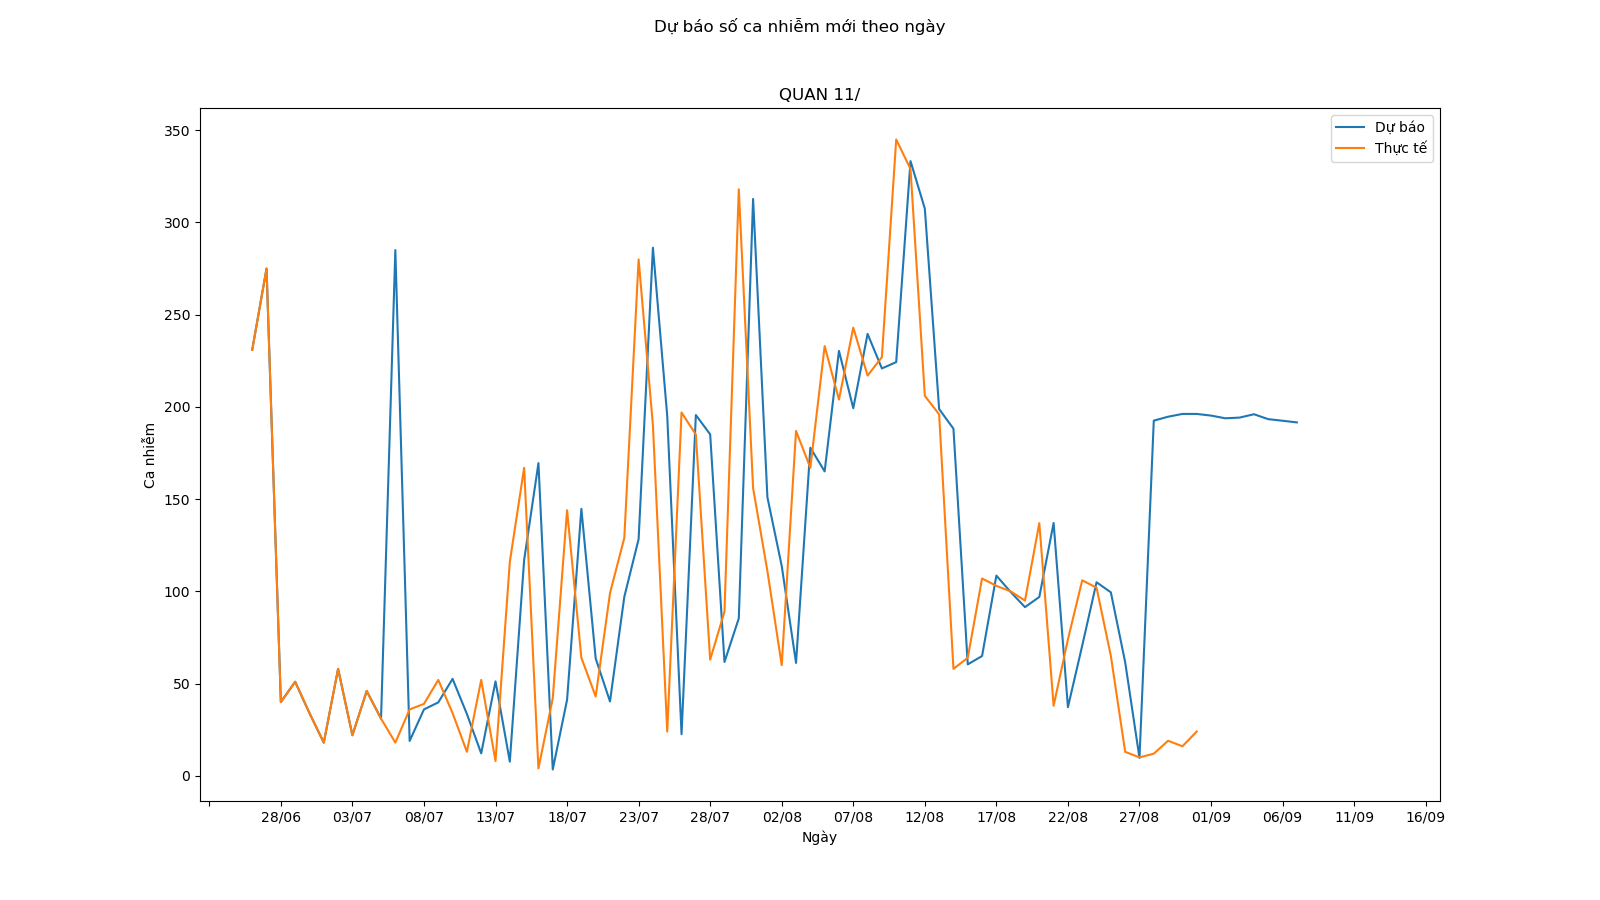 Dự báo số ca nhiễm mới theo ngày
QUAN 11/
Dự báo
Thực tế
350
300
250
200
150
100
50
0
Ca nhiễm
28/06 03/07 08/07 13/07 18/07 23/07 28/07 02/08 07/08 12/08 17/08 22/08 27/08 01/09 06/09 11/09 16/09
Ngày